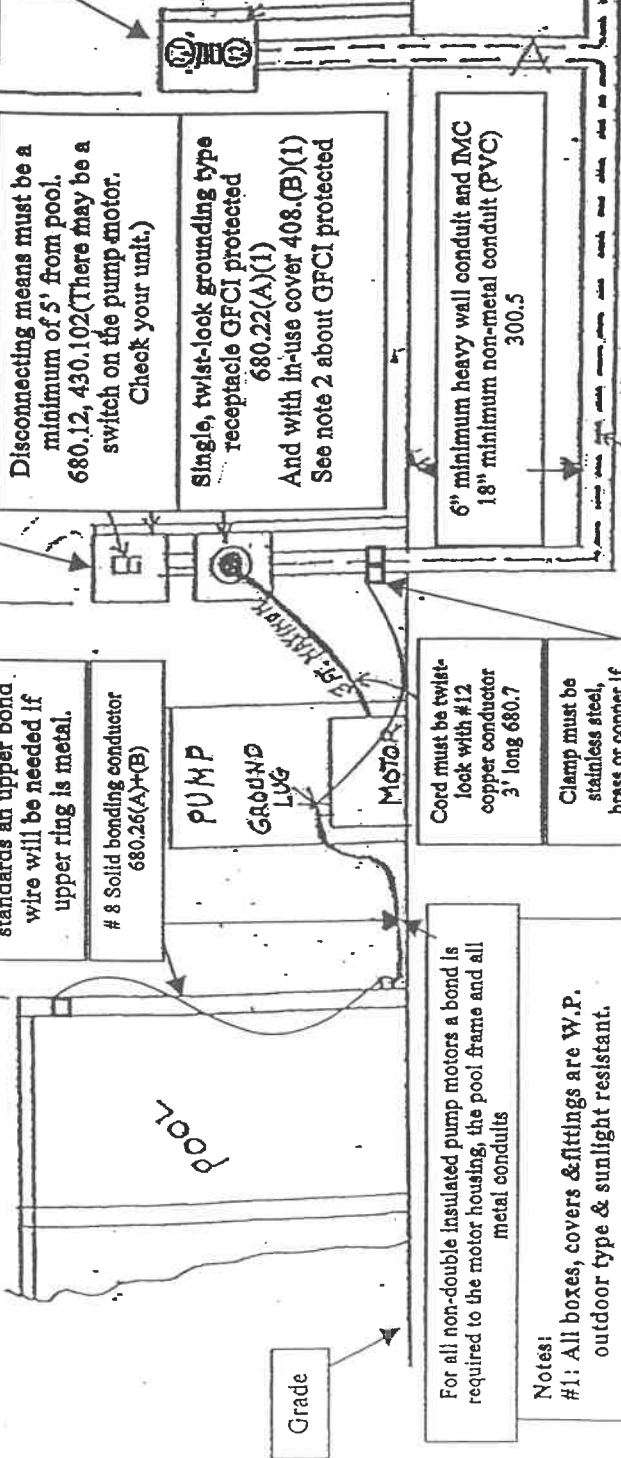 Disconnecting means must be a
minimum of 5' from pool.
680.12, 430.102(There may be a
switch on the pump motor.
Check your unit.)
Single, twist-lock grounding type
receptacle GFCI protected
680.22(A)(1)
And with in-use cover 408.(B)(1)
See note 2 about GFCI protected
standards an upper bond
wire will be needed if
upper ring is metal.
# 8 Solid bonding conductor
680.26(A)+(B)
POOL
PUMP
GROUND
LUG
MOTOR
3 ft. MAXIMUM
A
6" minimum heavy wall conduit and IMC
18" minimum non-metal conduit (PVC)
300.5
Cord must be twist-
lock with #12
copper conductor
3' long 680.7
Clamp must be
stainless steel,
brass or copper if
Grade
For all non-double insulated pump motors a bond is
required to the motor housing, the pool frame and all
metal conduits
Notes:
#1: All boxes, covers &fittings are W.P.
outdoor type & sunlight resistant.